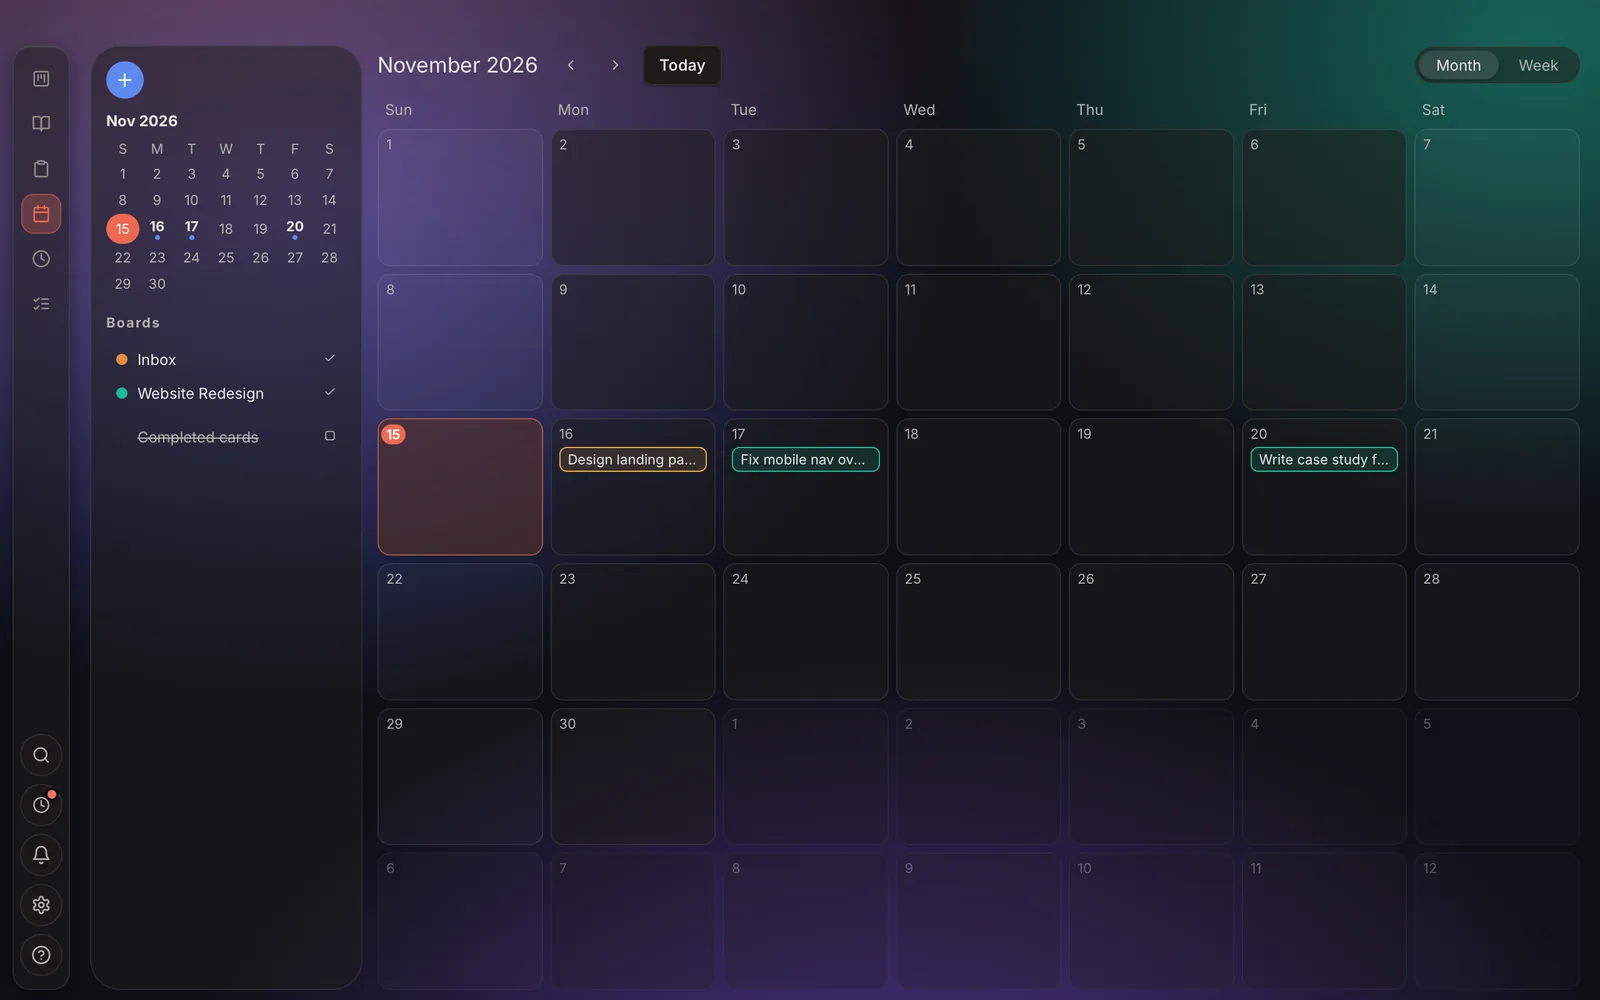 Nov 2026
S M T W T F S
1 2 3 4 5 6 7
8 9 10 11 12 13 14
15 16 17 18 19 20 21
22 23 24 25 26 27 28
29 30
Boards
Inbox
Website Redesign
Completed cards
November 2026
Today
Month Week
Sun Mon Tue Wed Thu Fri Sat
1 2 3 4 5 6 7
8 9 10 11 12 13 14
15 16 17 18 19 20 21
Design landing pa... Fix mobile nav ov... Write case study f...
22 23 24 25 26 27 28
29 30 1 2 3 4 5
6 7 8 9 10 11 12